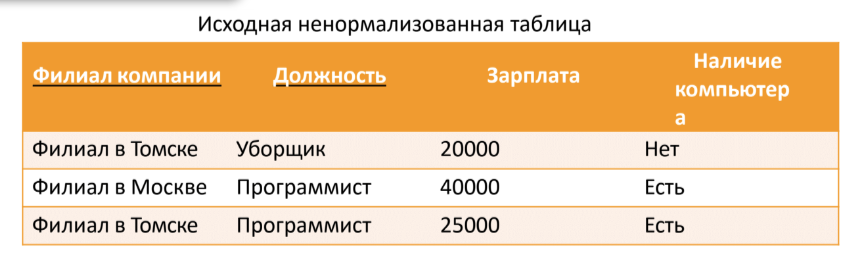 Исходная ненормализованная таблица
Филиал компании Должность Зарплата Наличие
компьютер
а
Филиал в Томске Уборщик 20000 Нет
Филиал в Москве Программист 40000 Есть
Филиал в Томске Программист 25000 Есть